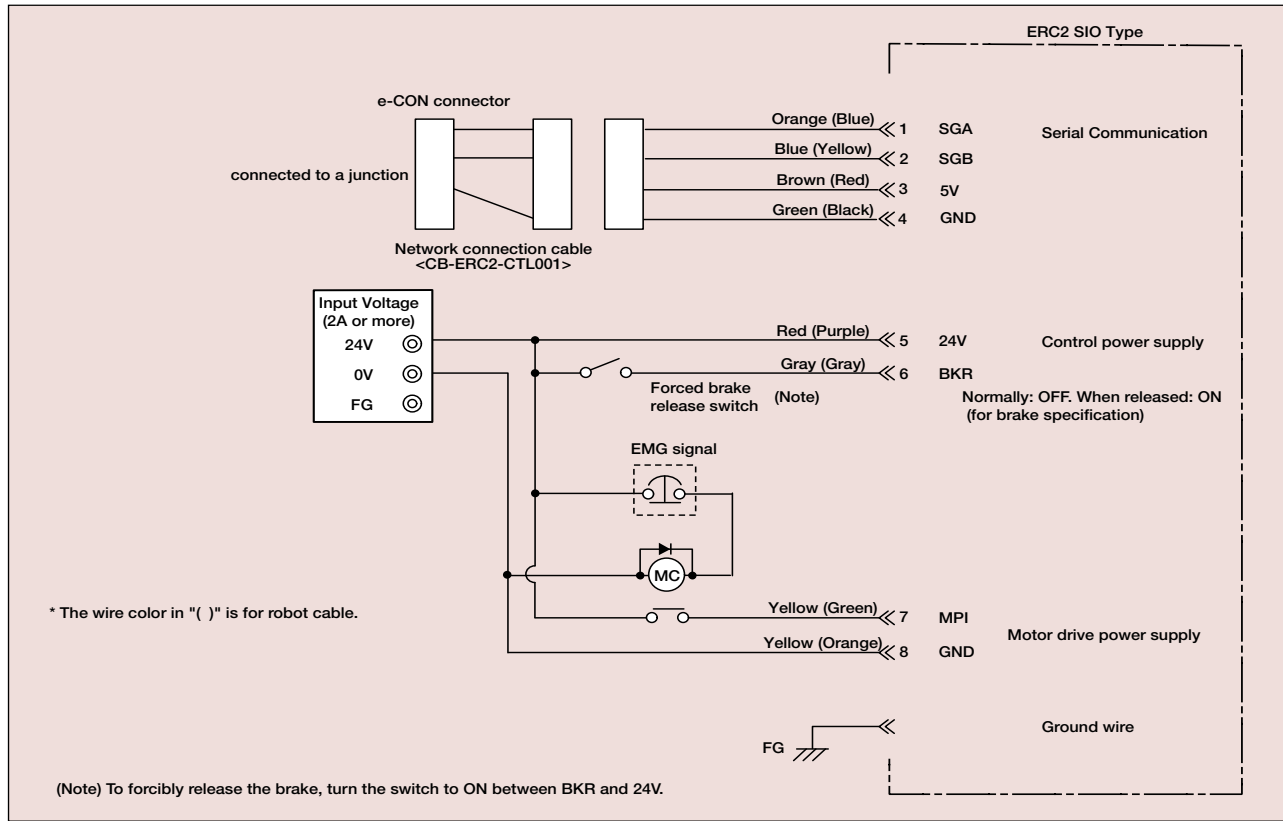 ERC2 SIO Type
e-CON connector
Orange (Blue) 1 SGA Serial Communication
Blue (Yellow) 2 SGB
connected to a junction
Brown (Red) 3 5V
Green (Black) 4 GND
Network connection cable
<CB-ERC2-CTL001>
Input Voltage
(2A or more)
24V
0V
FG
Red (Purple) 5 24V Control power supply
Gray (Gray) 6 BKR
Forced brake
release switch
(Note)
Normally: OFF. When released: ON
(for brake specification)
EMG signal
MC
* The wire color in "( )" is for robot cable.
Yellow (Green) 7 MPI
Motor drive power supply
Yellow (Orange) 8 GND
Ground wire
FG
(Note) To forcibly release the brake, turn the switch to ON between BKR and 24V.